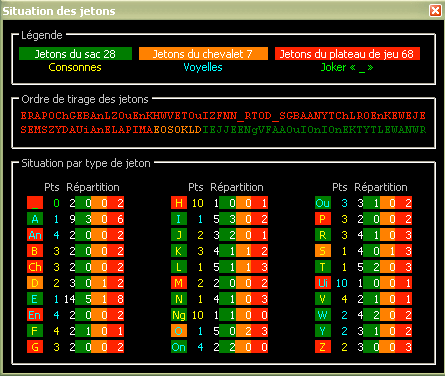 Situation des jetons
Légende
Jetons du sac 28 Jetons du chevalet 7 Jetons du plateau de jeu 68
Consonnes Voyelles Joker « _ »
Ordre de tirage des jetons
ERAPOChGEBAnLZOuEnKHWVETOuIZFNN_RTOD_SGBAANYTChLROEnKEWEJE
SEMSZYDAUiAnELAPIMAEOSOKLDIEJJEENgVFAAOuIOnIOnEKTYTLEWANWR
Situation par type de jeton
Pts Répartition Pts Répartition Pts Répartition
_ 0 2 0 0 2 H 10 1 0 0 1 Ou 3 3 1 0 2
A 1 9 3 0 6 I 1 5 3 0 2 P 3 2 0 0 2
An 4 2 0 0 2 J 2 3 2 0 1 R 3 4 1 0 3
B 3 2 0 0 2 K 3 4 1 1 2 S 1 4 0 1 3
Ch 3 2 0 0 2 L 1 5 1 1 3 T 1 5 2 0 3
D 2 3 0 1 2 M 2 2 0 0 2 Ui 10 1 0 0 1
E 1 14 5 1 8 N 1 4 1 0 3 V 4 2 1 0 1
En 4 2 0 0 2 Ng 10 1 1 0 0 W 2 4 2 0 2
F 4 2 1 0 1 O 1 5 0 2 3 Y 2 3 1 0 2
G 3 2 0 0 2 On 4 2 2 0 0 Z 2 3 0 0 3